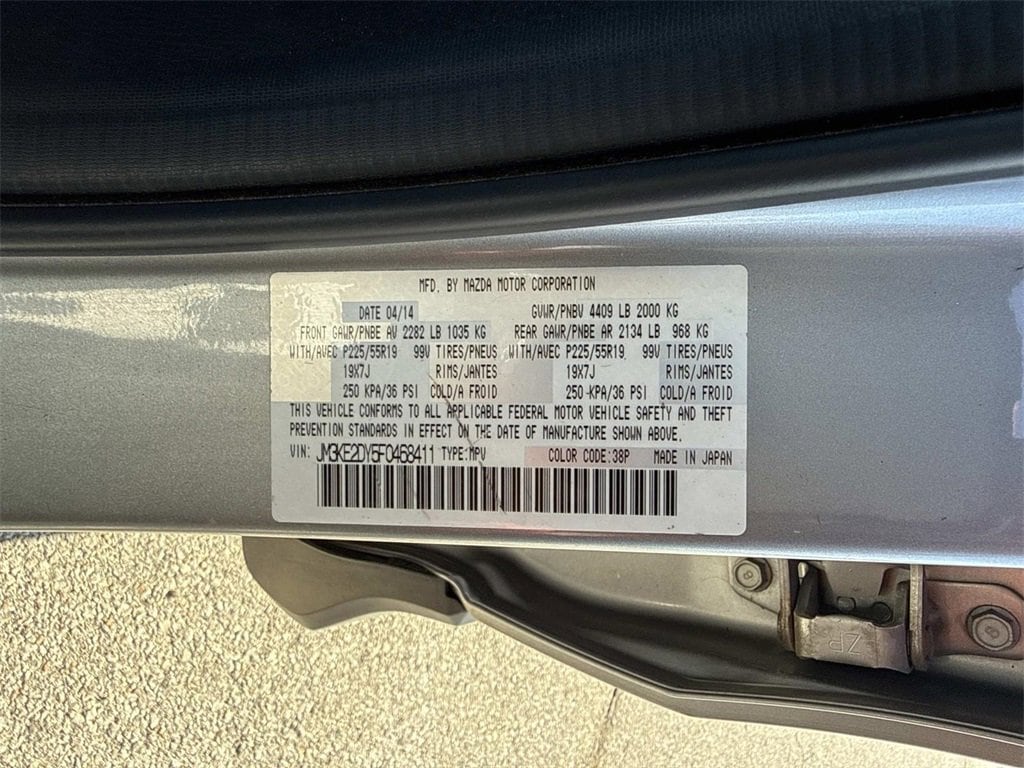 MFD. BY MAZDA MOTOR CORPORATION
DATE 04/14 GVWR/PNBV 4409 LB 2000 KG
FRONT GAWR/PNBE AV 2282 LB 1035 KG REAR GAWR/PNBE AR 2134 LB 968 KG
WITH/AVEC P225/55R19 99V TIRES/PNEUS WITH/AVEC P225/55R19 99V TIRES/PNEUS
19X7J RIMS/JANTES 19X7J RIMS/JANTES
250 KPA/36 PSI COLD/A FROID 250 KPA/36 PSI COLD/A FROID
THIS VEHICLE CONFORMS TO ALL APPLICABLE FEDERAL MOTOR VEHICLE SAFETY AND THEFT
PREVENTION STANDARDS IN EFFECT ON THE DATE OF MANUFACTURE SHOWN ABOVE.
VIN: JM3KE2DY5F0468411 TYPE:MPV COLOR CODE:38P MADE IN JAPAN
8
ZP
8